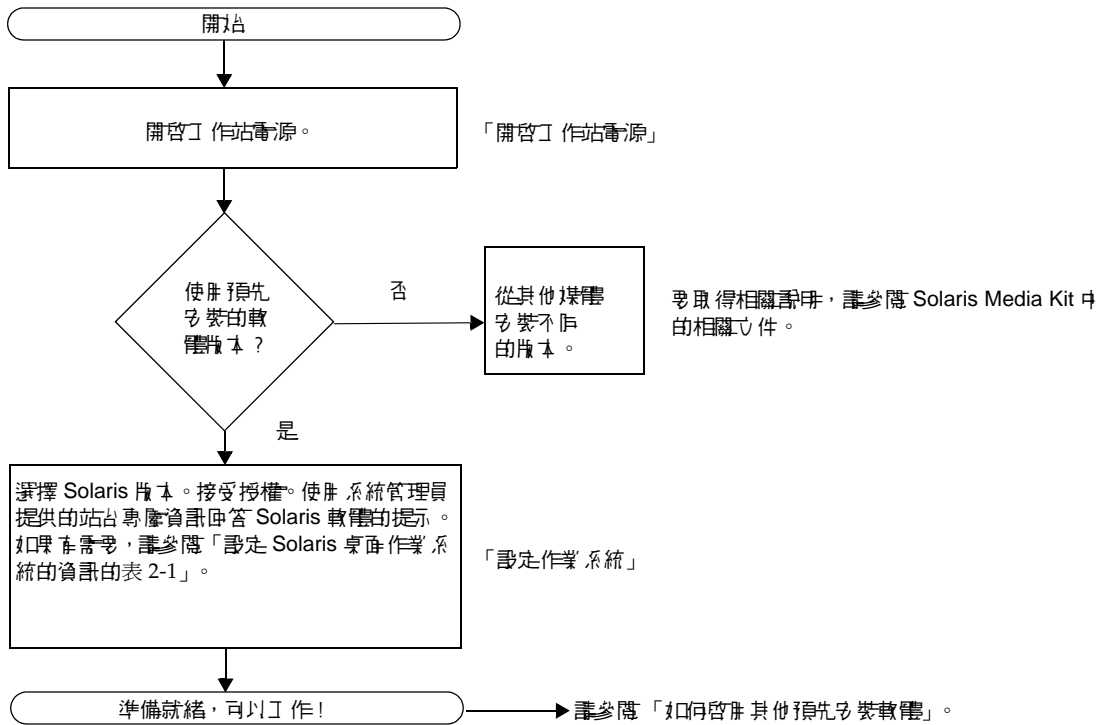 開始
開啟工作站電源。
「開啟工作站電源」
使用預先
安裝的軟
體版本？
否
從其他媒體
安裝不同
的版本。
要取得相關說明，請參閱 Solaris Media Kit 中
的相關文件。
是
選擇 Solaris 版本。接受授權。使用系統管理員
提供的站台專屬資訊回答 Solaris 軟體的提示。
如果有需要，請參閱「設定 Solaris 桌面作業系
統的資訊的表 2-1」。
「設定作業系統」
準備就緒，可以工作！
請參閱「如何啟用其他預先安裝軟體」。